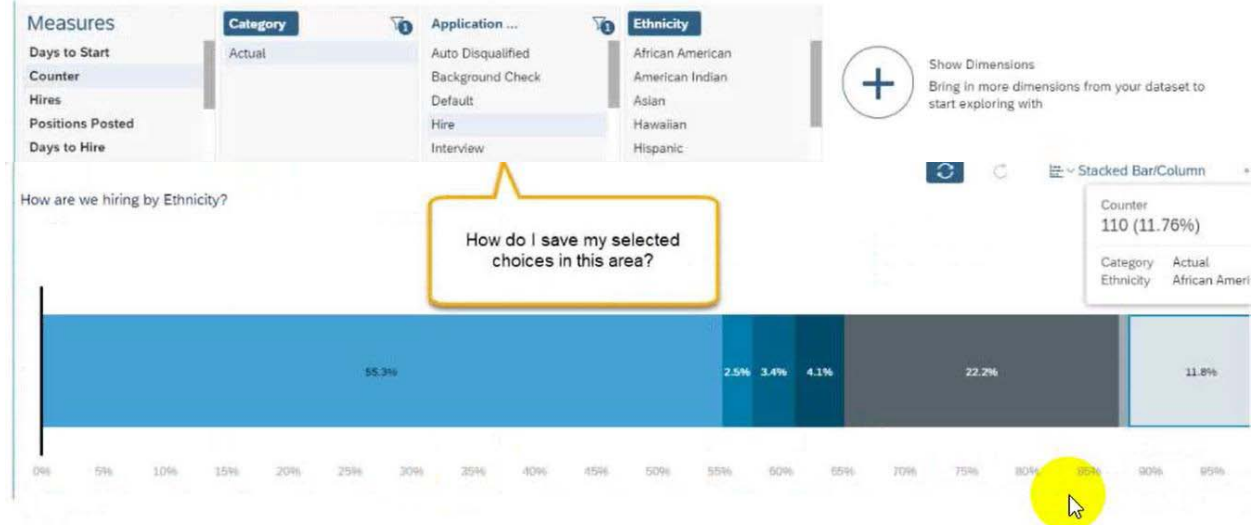 Measures
Category
1
Application ...
1
Ethnicity
Days to Start
Actual
Auto Disqualified
African American
Counter
Background Check
American Indian
Hires
Default
Asian
Positions Posted
Hire
Hawaiian
Days to Hire
Interview
Hispanic
Show Dimensions
Bring in more dimensions from your dataset to
start exploring with
Stacked Bar/Column
How are we hiring by Ethnicity?
How do I save my selected
choices in this area?
Counter
110 (11.76%)
Category Actual
Ethnicity African Ameri
55.3% 2.5% 3.4% 4.1% 22.2% 11.8%
0% 5% 10% 15% 20% 25% 30% 35% 40% 45% 50% 55% 60% 65% 70% 75% 80% 85% 90% 95%